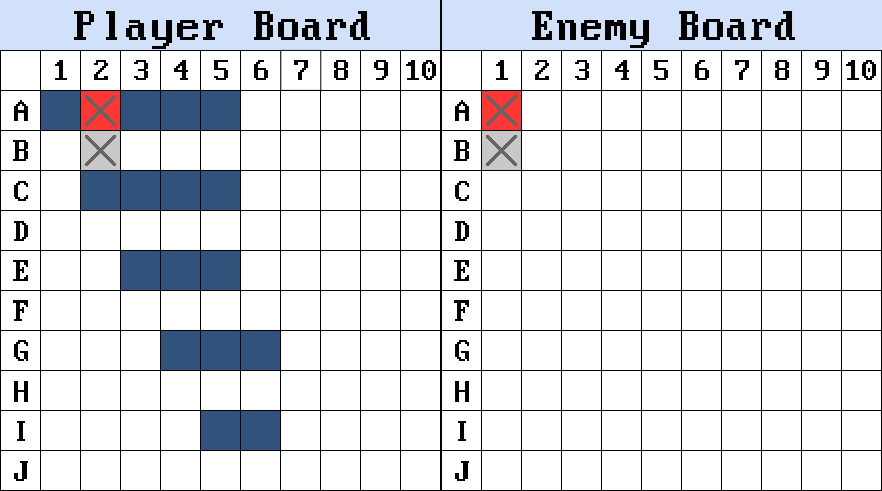 Player Board Enemy Board
1 2 3 4 5 6 7 8 9 10 1 2 3 4 5 6 7 8 9 10
A A
B B
C C
D D
E E
F F
G G
H H
I I
J J